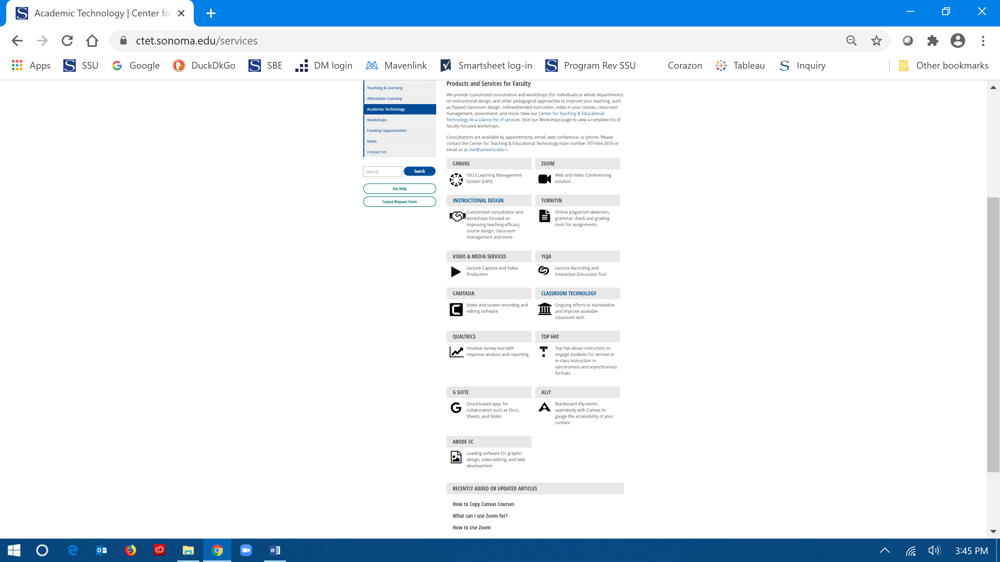 Academic Technology | Center fo
ctet.sonoma.edu/services
Apps SSU Google DuckDkGo SBE DM login Mavenlink Smartsheet log-in Program Rev SSU Corazon Tableau Inquiry Other bookmarks
Teaching & Learning
Affordable Learning
Academic Technology
Workshops
Funding Opportunities
News
Contact Us
search Search
Get Help
Course Request Form
Products and Services for Faculty
We provide customized consultation and workshops (for individuals or whole departments)
on instructional design, and other pedagogical approaches to improve your teaching, such
as flipped classroom design, online/blended instruction, video in your classes, classroom
management, assessment, and more. View our Center for Teaching & Educational
Technology At-a-Glance list of services. Visit our Workshops page to view a complete list of
faculty-focused workshops.
Consultations are available by appointments, email, web conference, or phone. Please
contact the Center for Teaching & Educational Technology main number 707-664-2659 or
email us at ctet@sonoma.edu.
CANVAS
SSU's Learning Management
System (LMS)
ZOOM
Web and Video Conferencing
solution
INSTRUCTIONAL DESIGN
Customized consultation and
workshops focused on
improving teaching efficacy,
course design, classroom
management and more
TURNITIN
Online plagiarism detection,
grammar check and grading
tools for assignments
VIDEO & MEDIA SERVICES
Lecture Capture and Video
Production
YUJA
Lecture Recording and
Interactive Discussion Tool
CAMTASIA
Video and screen recording and
editing software
CLASSROOM TECHNOLOGY
Ongoing efforts to standardize
and improve available
classroom tech
QUALTRICS
Intuitive survey tool with
response analysis and reporting
TOP HAT
Top Hat allows instructors to
engage students for remote or
in-class instruction in
synchronous and asynchronous
formats
G SUITE
Cloud-based apps for
collaboration such as Docs,
Sheets, and Slides
ALLY
Blackboard Ally works
seamlessly with Canvas to
gauge the accessibility of your
content
ABODE CC
Leading software for graphic
design, video editing, and web
development
RECENTLY ADDED OR UPDATED ARTICLES
How to Copy Canvas Courses
What can I use Zoom for?
How to Use Zoom
3:45 PM